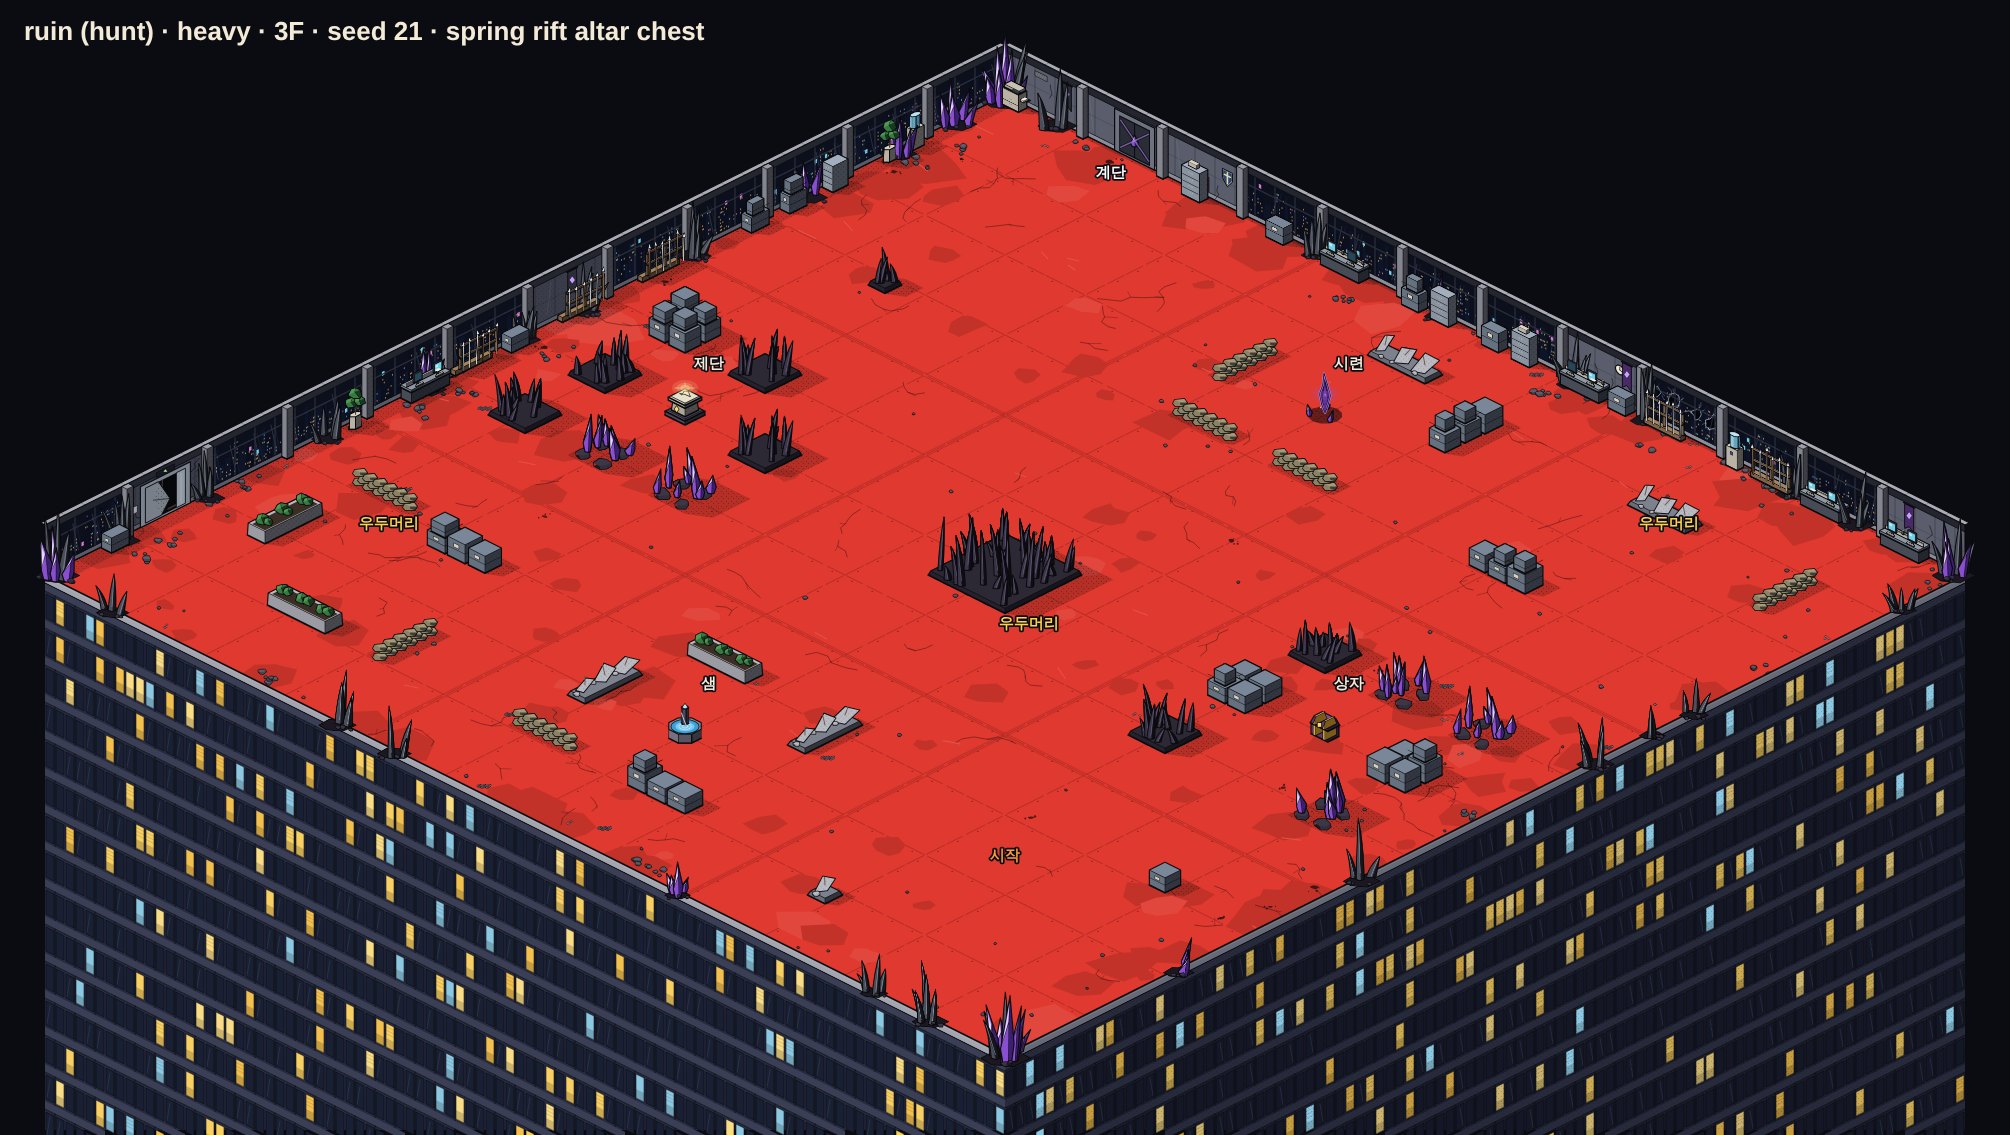 ruin (hunt) · heavy · 3F · seed 21 · spring rift altar chest
계단
제단
시련
우두머리
우두머리
우두머리
샘
상자
시작